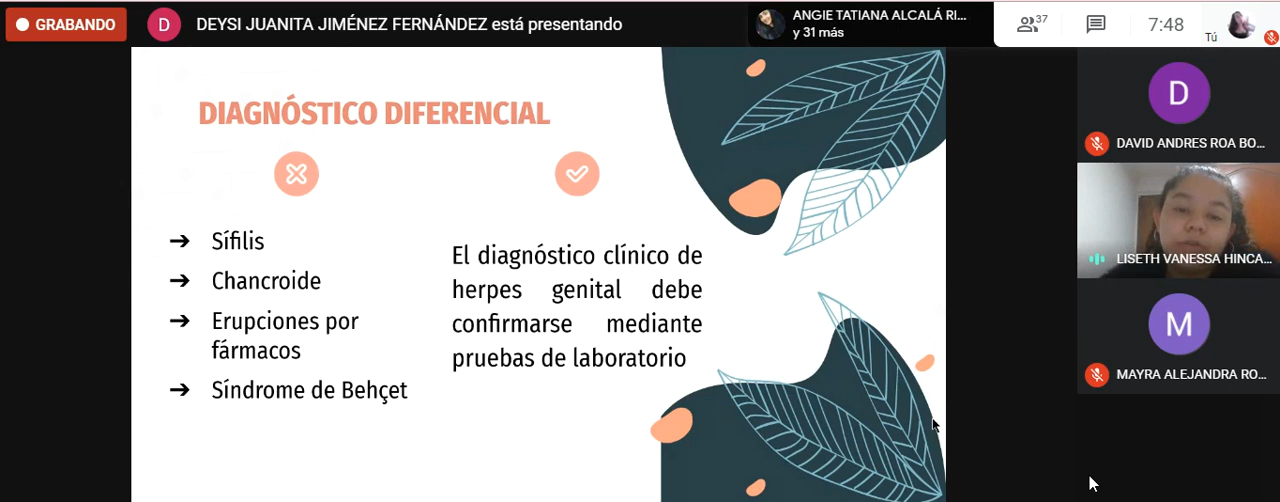 GRABANDO
D
DEYSI JUANITA JIMÉNEZ FERNÁNDEZ está presentando
ANGIE TATIANA ALCALÁ RI...
y 31 más
37
7:48
Tú
DIAGNÓSTICO DIFERENCIAL
➔ Sífilis
➔ Chancroide
➔ Erupciones por
fármacos
➔ Síndrome de Behçet
El diagnóstico clínico de
herpes genital debe
confirmarse mediante
pruebas de laboratorio
D
DAVID ANDRES ROA BO...
LISETH VANESSA HINCA...
M
MAYRA ALEJANDRA RO...